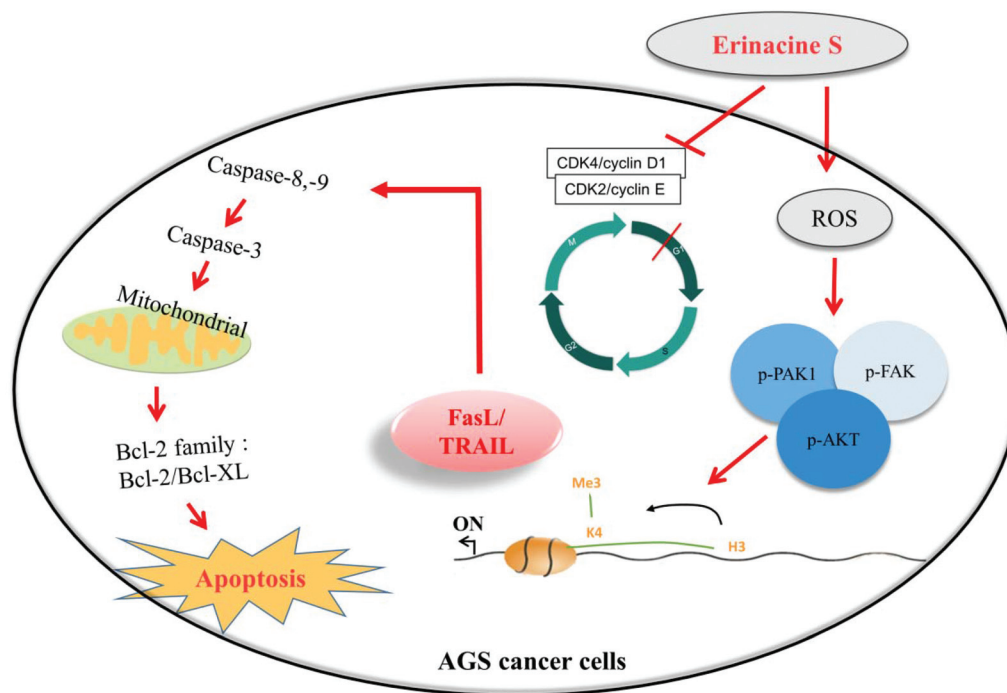 Erinacine S
CDK4/cyclin D1
CDK2/cyclin E
Caspase-8,-9
Caspase-3
Mitochondrial
Bcl-2 family :
Bcl-2/Bcl-XL
Apoptosis
FasL/
TRAIL
M
G1
S
G2
ROS
p-PAK1
p-FAK
p-AKT
Me3
K4
H3
ON
AGS cancer cells